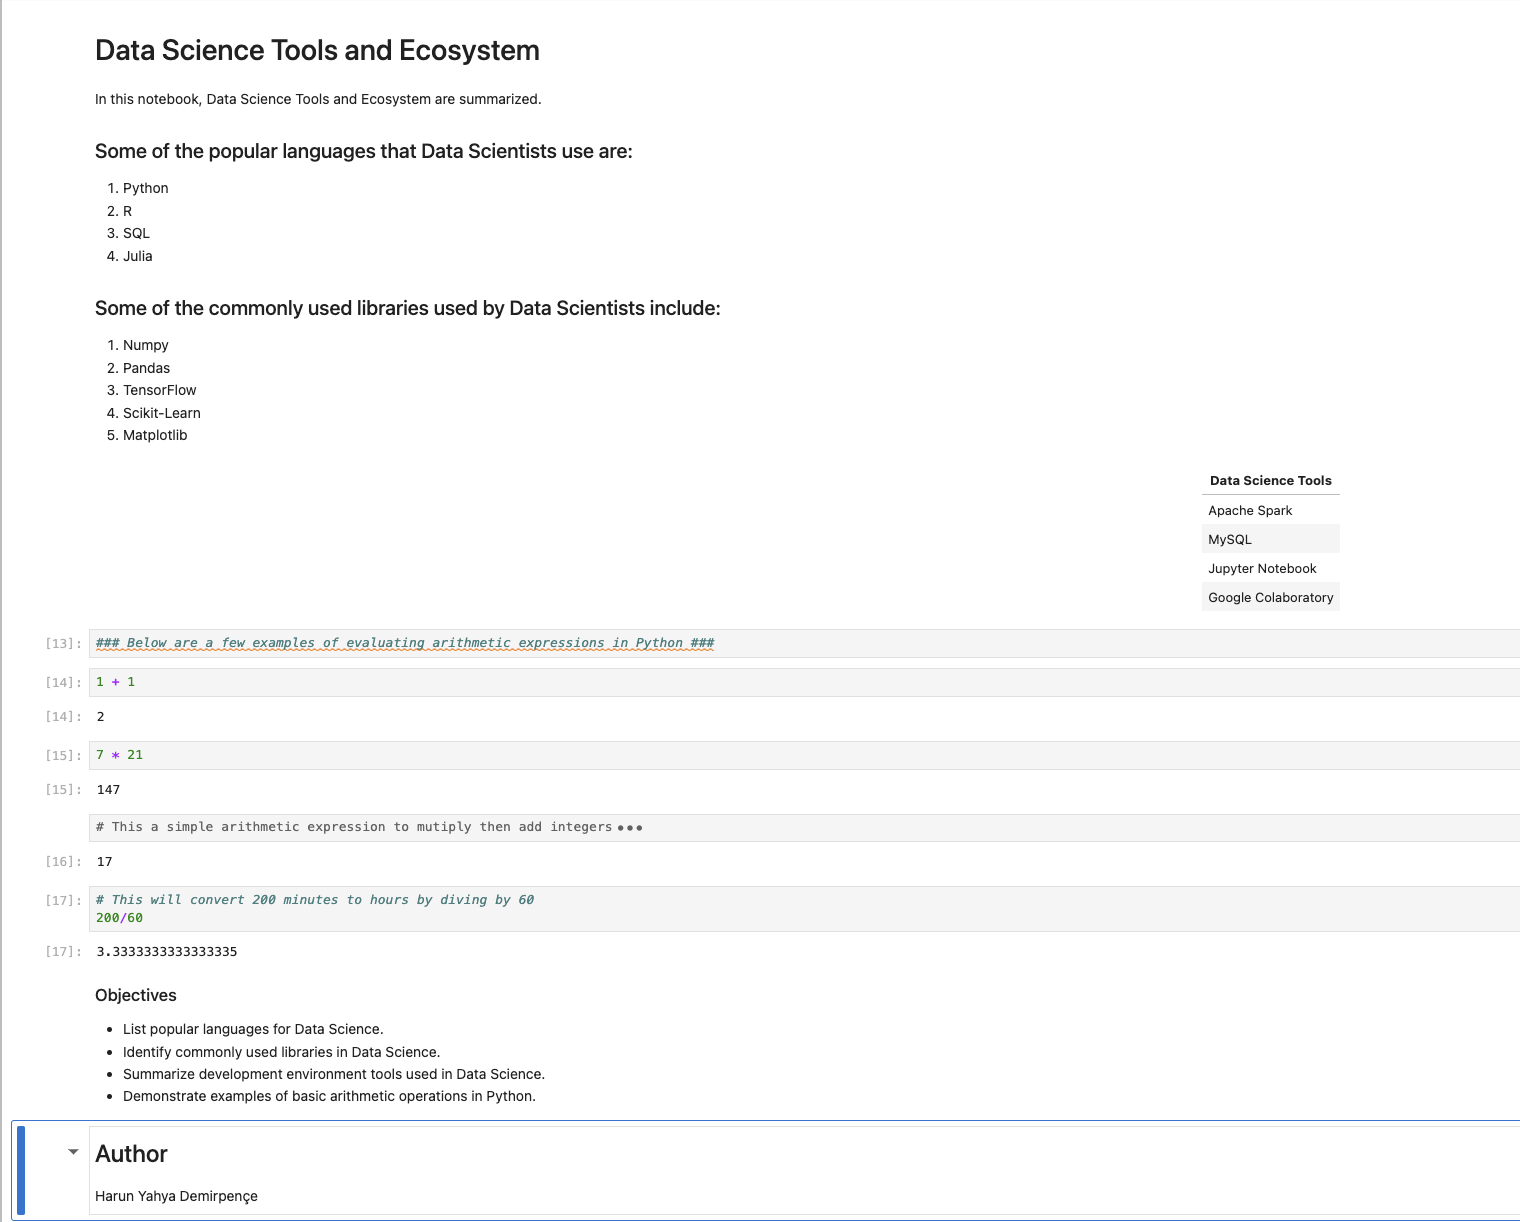 Data Science Tools and Ecosystem
In this notebook, Data Science Tools and Ecosystem are summarized.
Some of the popular languages that Data Scientists use are:
1. Python
2. R
3. SQL
4. Julia
Some of the commonly used libraries used by Data Scientists include:
1. Numpy
2. Pandas
3. TensorFlow
4. Scikit-Learn
5. Matplotlib
Data Science Tools
Apache Spark
MySQL
Jupyter Notebook
Google Colaboratory
[13]: ### Below are a few examples of evaluating arithmetic expressions in Python ###
[14]: 1 + 1
[14]: 2
[15]: 7 * 21
[15]: 147
# This a simple arithmetic expression to mutiply then add integers •••
[16]: 17
[17]: # This will convert 200 minutes to hours by diving by 60
200/60
[17]: 3.3333333333333335
Objectives
• List popular languages for Data Science.
• Identify commonly used libraries in Data Science.
• Summarize development environment tools used in Data Science.
• Demonstrate examples of basic arithmetic operations in Python.
Author
Harun Yahya Demirpençe